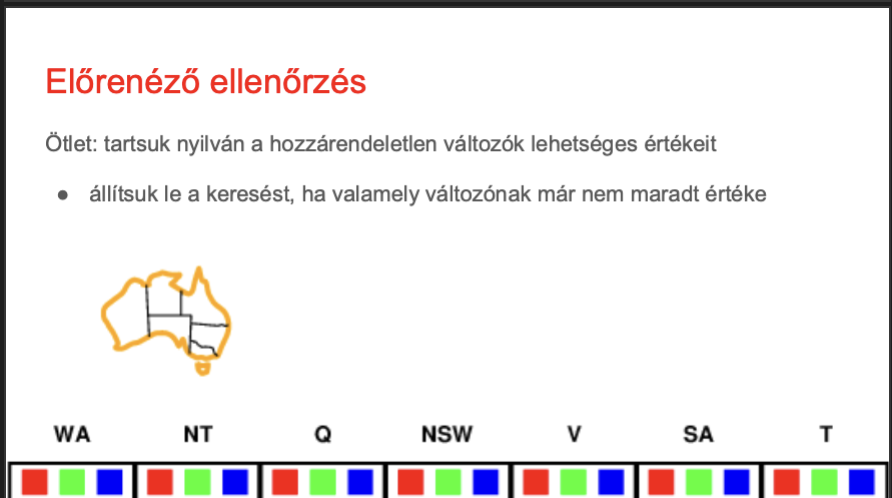 Előrenéző ellenőrzés
Ötlet: tartsuk nyilván a hozzárendeletlen változók lehetséges értékeit
● állítsuk le a keresést, ha valamely változónak már nem maradt értéke
WA NT Q NSW V SA T